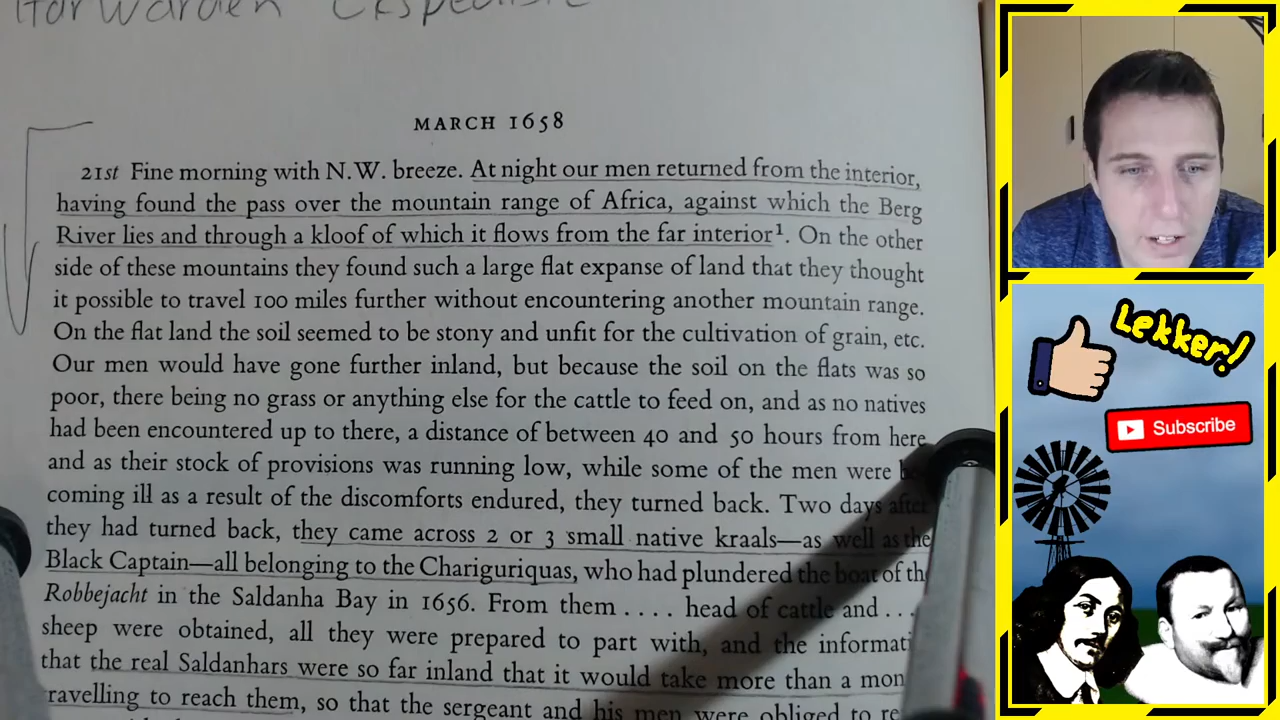 MARCH 1658
21st Fine morning with N.W. breeze. At night our men returned from the interior,
having found the pass over the mountain range of Africa, against which the Berg
River lies and through a kloof of which it flows from the far interior¹. On the other
side of these mountains they found such a large flat expanse of land that they thought
it possible to travel 100 miles further without encountering another mountain range.
On the flat land the soil seemed to be stony and unfit for the cultivation of grain, etc.
Our men would have gone further inland, but because the soil on the flats was so
poor, there being no grass or anything else for the cattle to feed on, and as no natives
had been encountered up to there, a distance of between 40 and 50 hours from here
and as their stock of provisions was running low, while some of the men were
coming ill as a result of the discomforts endured, they turned back. Two days after
they had turned back, they came across 2 or 3 small native kraals—as well as the
Black Captain—all belonging to the Chariguriquas, who had plundered the boat of th
Robbejacht in the Saldanha Bay in 1656. From them .... head of cattle and ...
sheep were obtained, all they were prepared to part with, and the informati
that the real Saldanhars were so far inland that it would take more than a mon
ravelling to reach them, so that the sergeant and his men were obliged to re
Lekker!
Subscribe